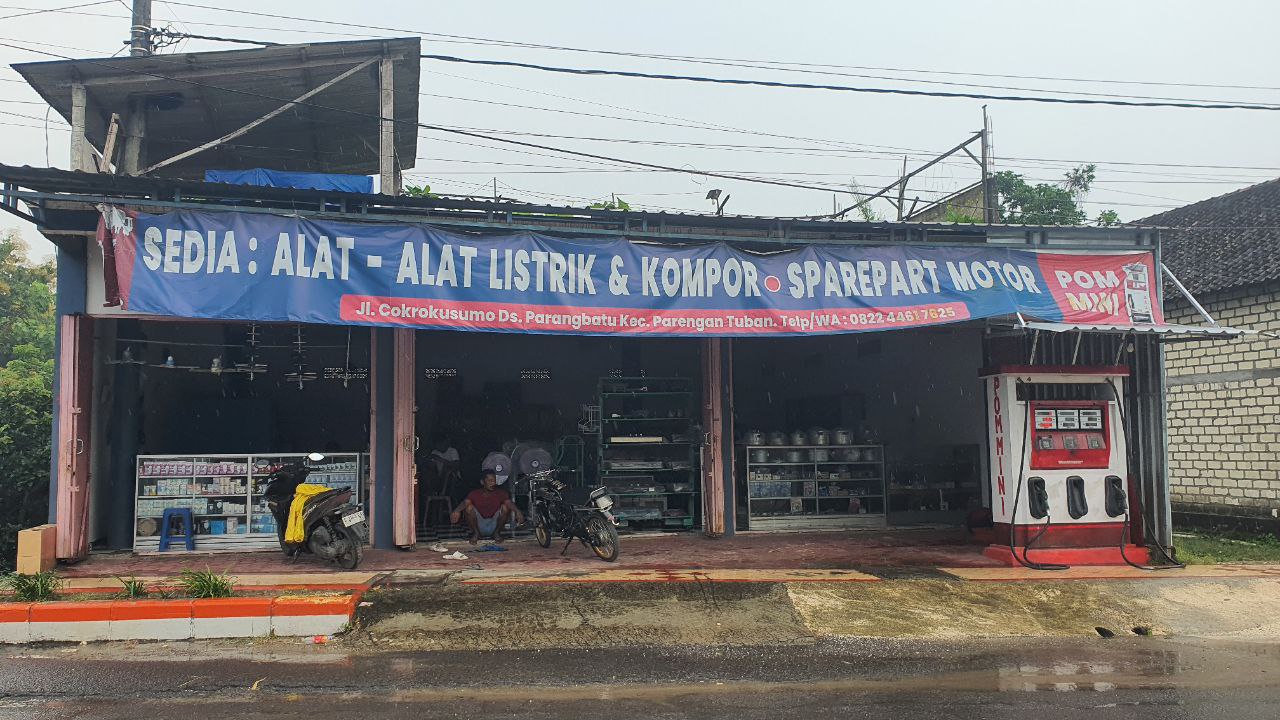 SEDIA : ALAT - ALAT LISTRIK & KOMPOR • SPAREPART MOTOR
Jl. Cokrokusumo Ds. Parangbatu Kec. Parengan Tuban. Telp/WA : 0822 4461 7625
POM
MINI
POM MINI